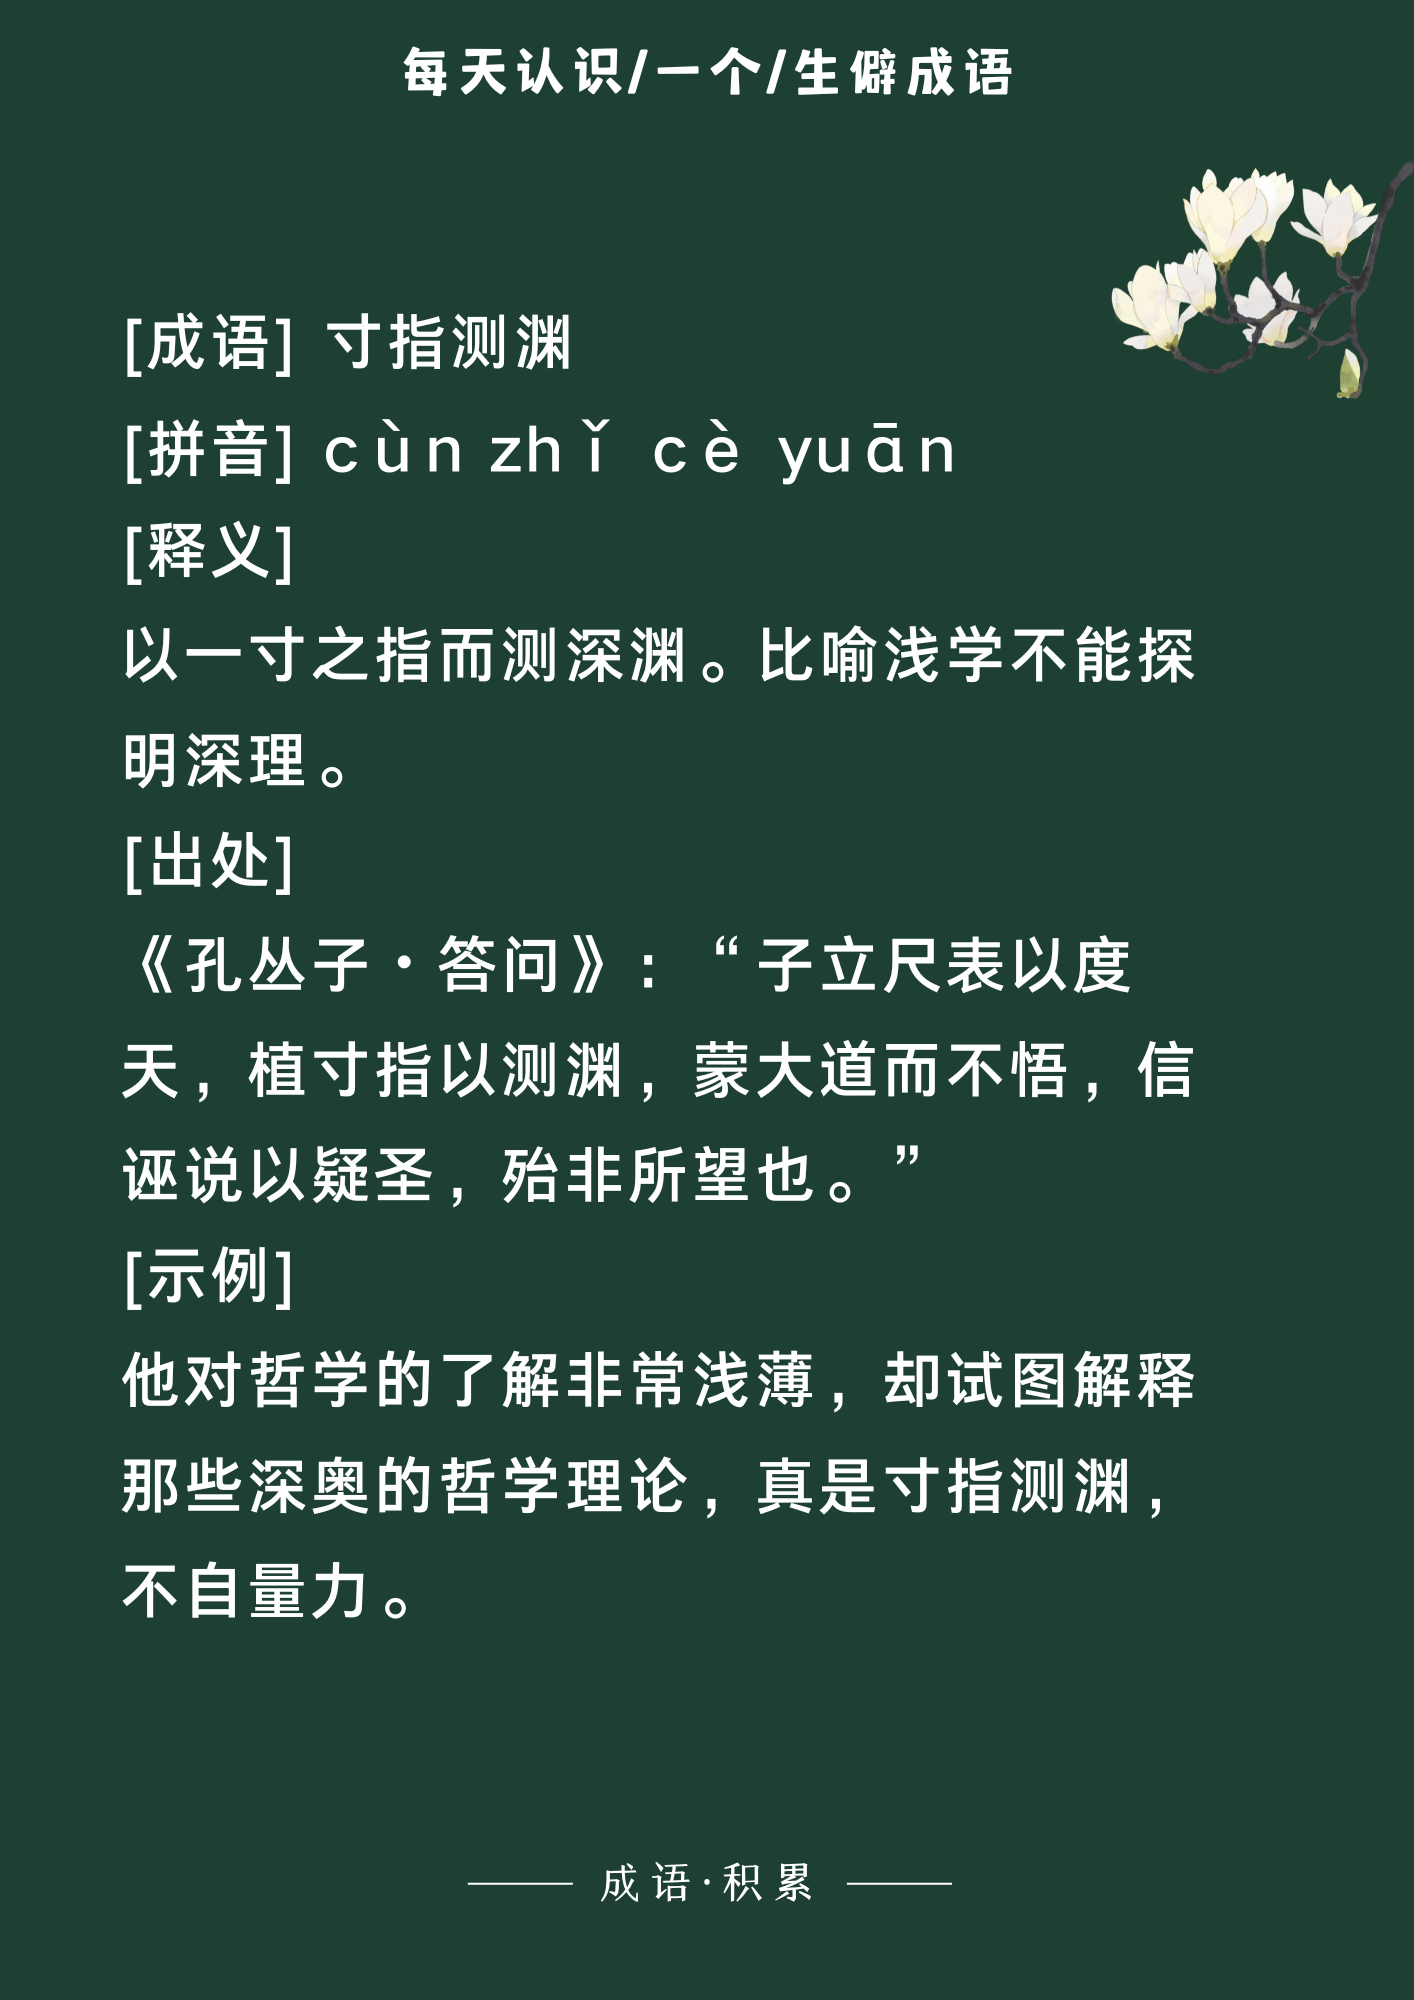 每天认识/一个/生僻成语
[成语] 寸指测渊
[拼音] cùn zhǐ cè yuān
[释义]
以一寸之指而测深渊。比喻浅学不能探
明深理。
[出处]
《孔丛子·答问》：“子立尺表以度
天，植寸指以测渊，蒙大道而不悟，信
诬说以疑圣，殆非所望也。”
[示例]
他对哲学的了解非常浅薄，却试图解释
那些深奥的哲学理论，真是寸指测渊，
不自量力。
成语·积累